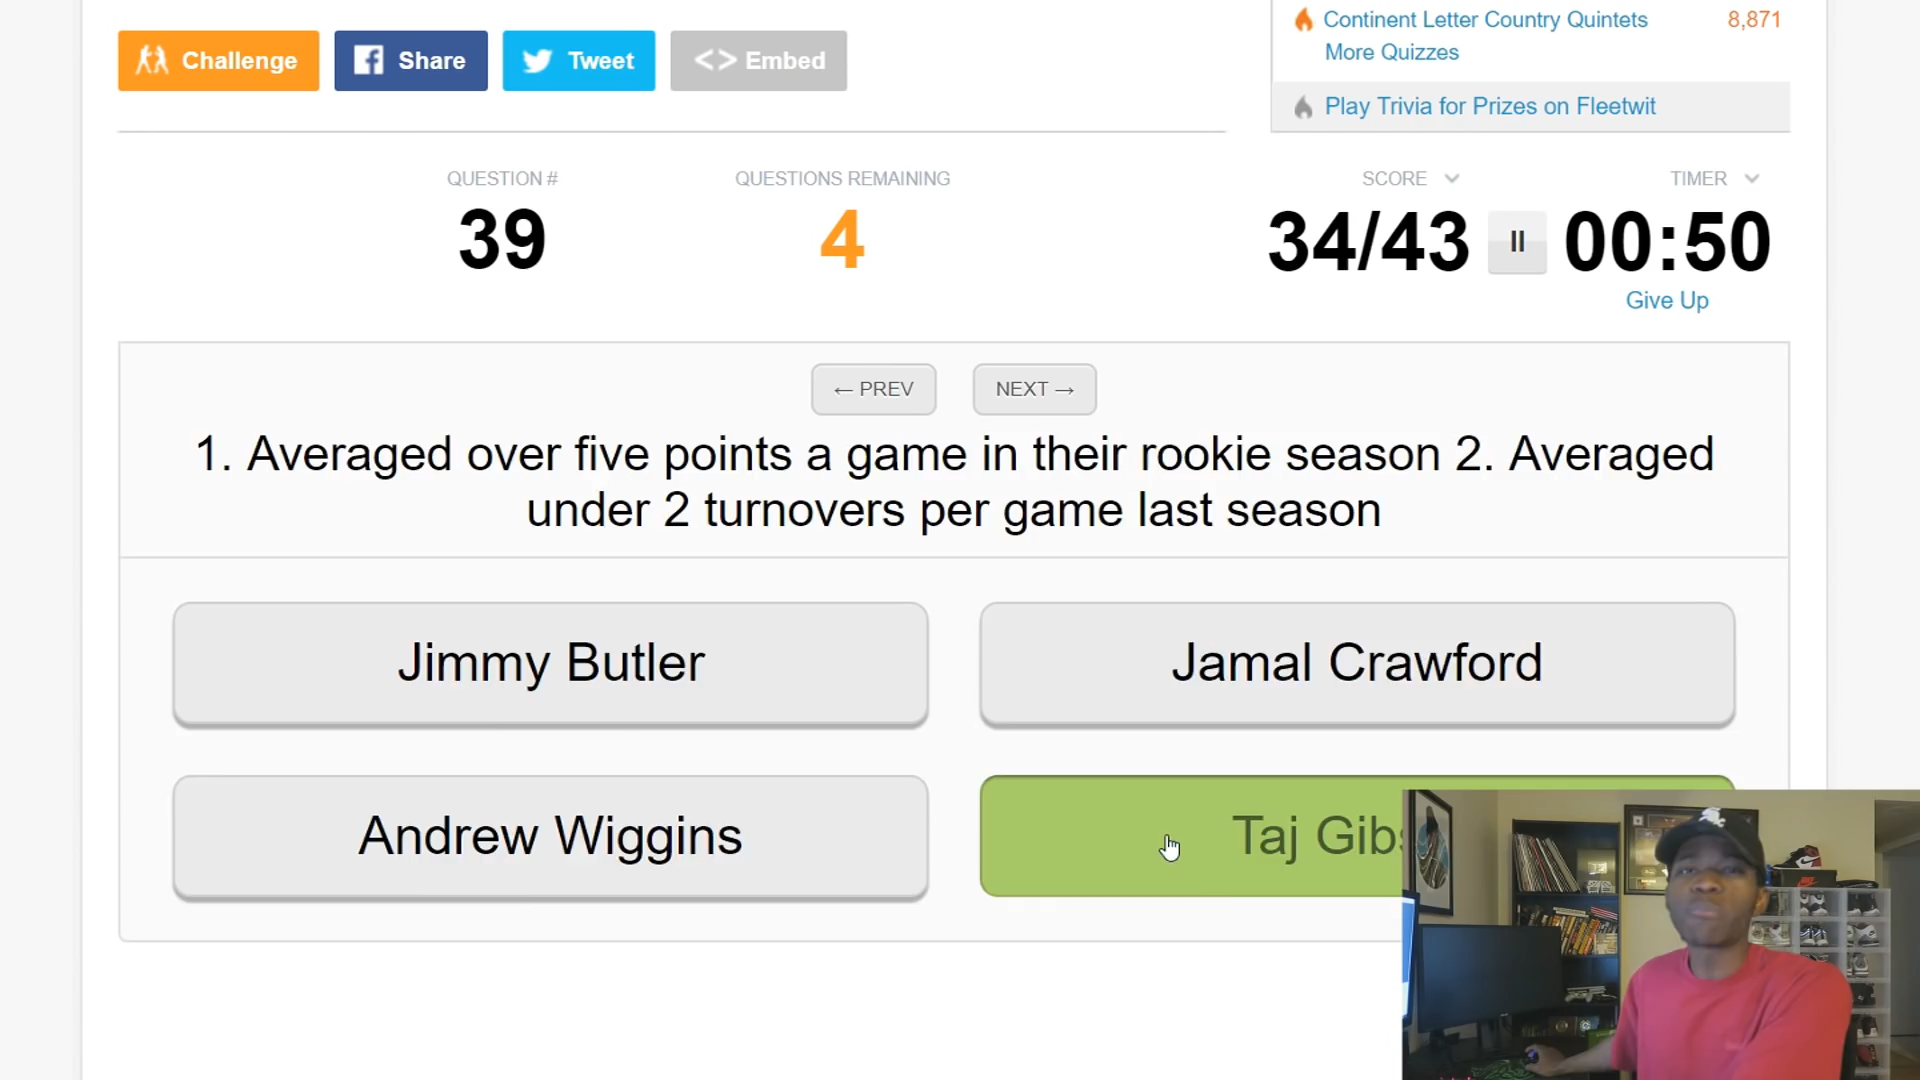 Continent Letter Country Quintets 8,871
More Quizzes
Play Trivia for Prizes on Fleetwit
Challenge
Share
Tweet
<> Embed
QUESTION #
39
QUESTIONS REMAINING
4
SCORE
34/43
TIMER
00:50
Give Up
← PREV
NEXT →
1. Averaged over five points a game in their rookie season 2. Averaged
under 2 turnovers per game last season
Jimmy Butler
Jamal Crawford
Andrew Wiggins
Taj Gibs